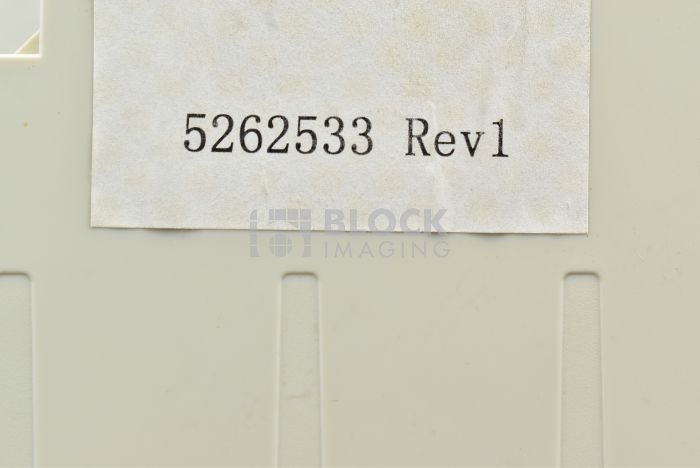 5262533 Rev1
BLOCK
IMAGING